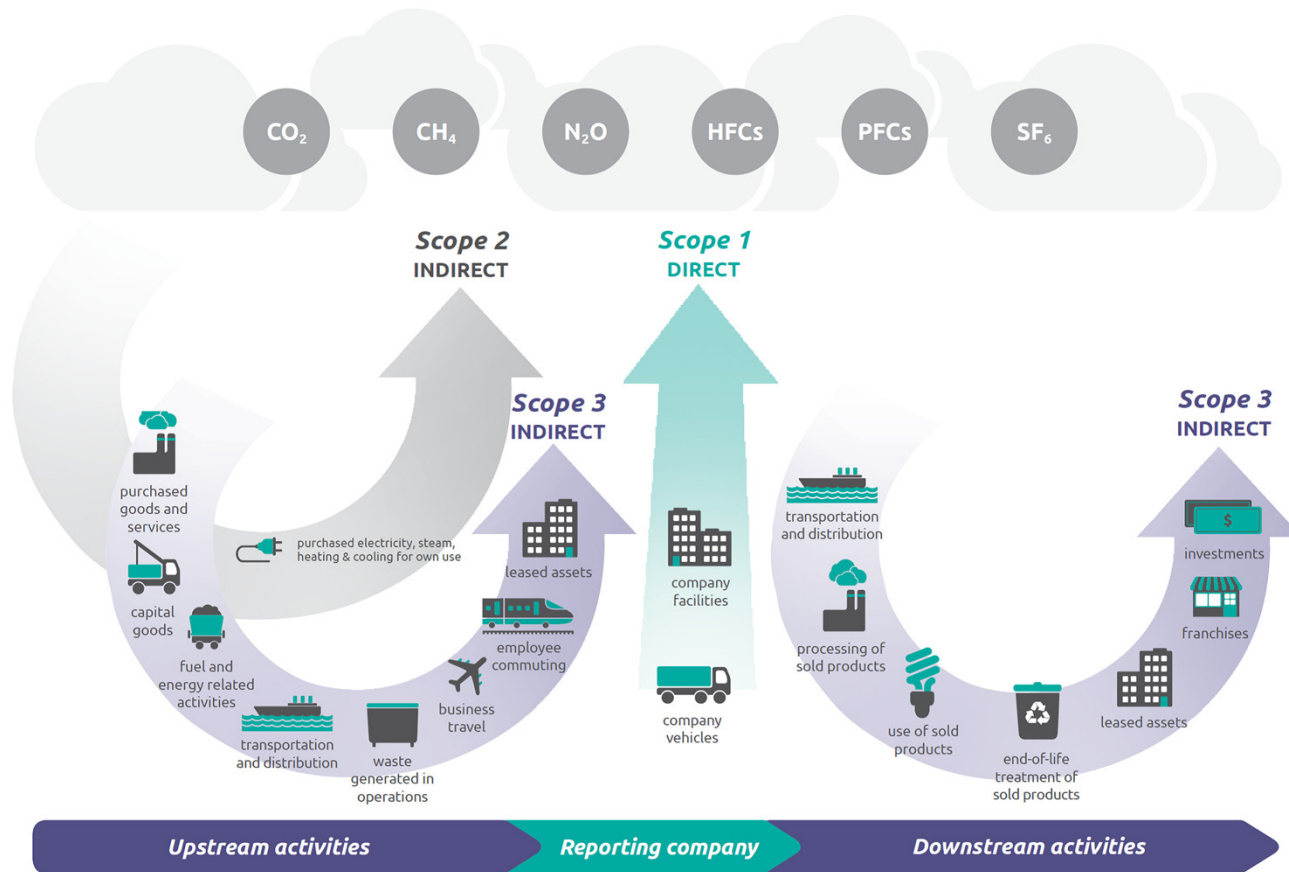 CO₂
CH₄
N₂O
HFCs
PFCs
SF₆
Scope 2
INDIRECT
Scope 1
DIRECT
Scope 3
INDIRECT
Scope 3
INDIRECT
purchased
goods and
services
capital
goods
fuel and
energy related
activities
transportation
and distribution
waste
generated in
operations
business
travel
employee
commuting
leased assets
purchased electricity, steam,
heating & cooling for own use
company
facilities
company
vehicles
transportation
and distribution
processing of
sold products
use of sold
products
end-of-life
treatment of
sold products
leased assets
franchises
$
investments
Upstream activities
Reporting company
Downstream activities